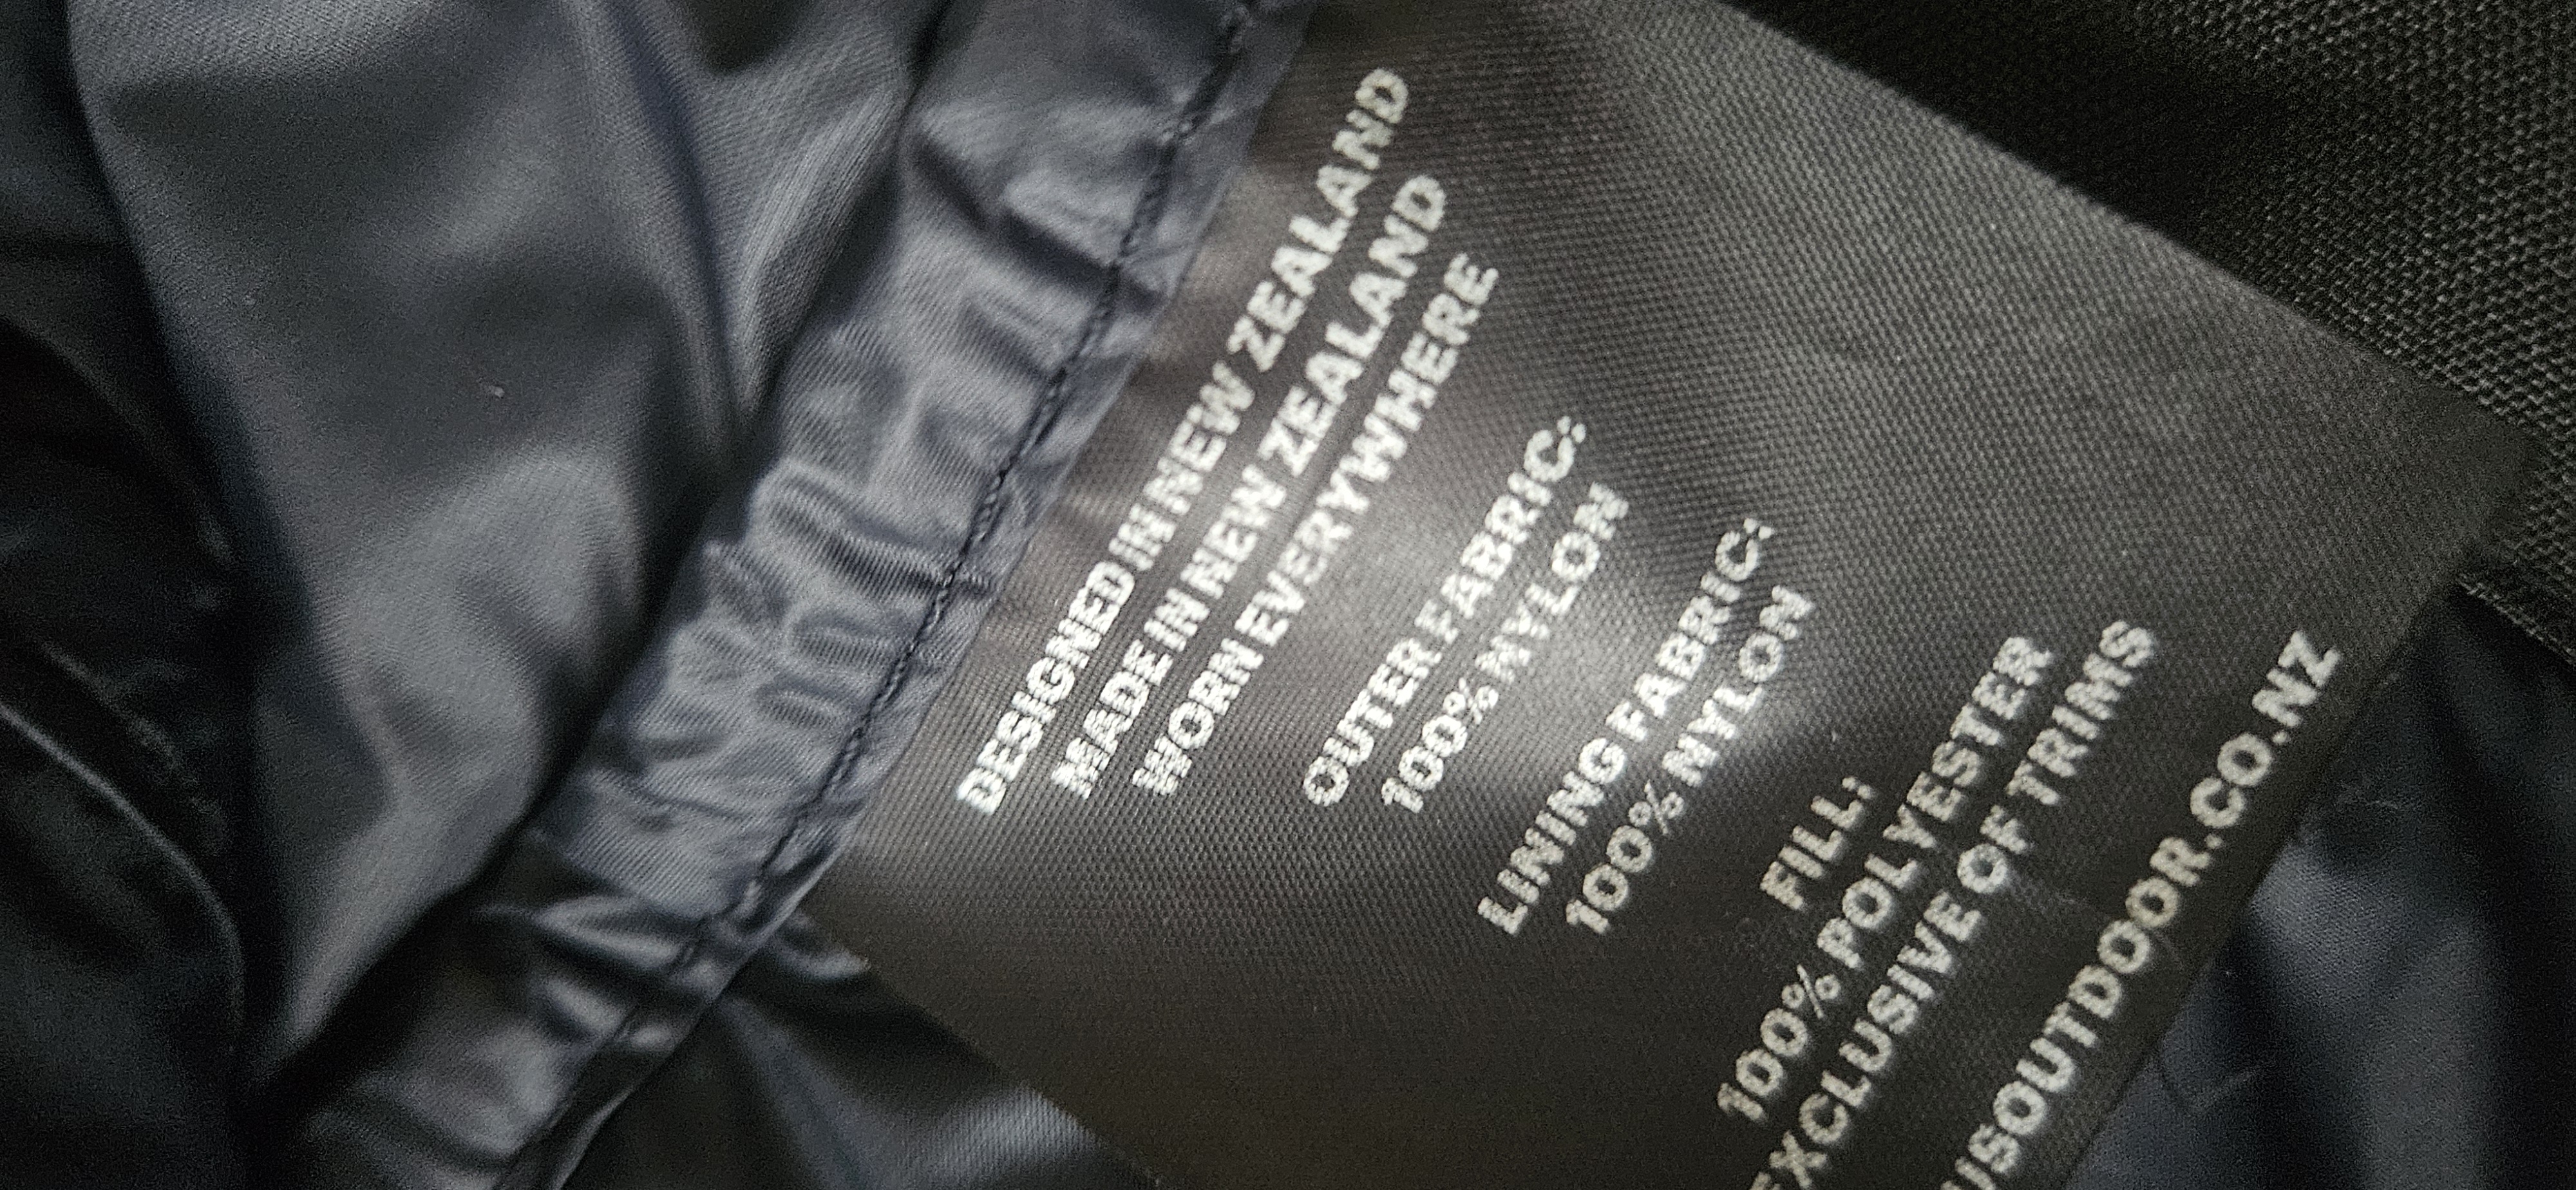 DESIGNED IN NEW ZEALAND
MADE IN NEW ZEALAND
WORN EVERYWHERE
OUTER FABRIC:
100% NYLON
LINING FABRIC:
100% NYLON
FILL:
100% POLYESTER
EXCLUSIVE OF TRIMS
USOUTDOOR.CO.NZ